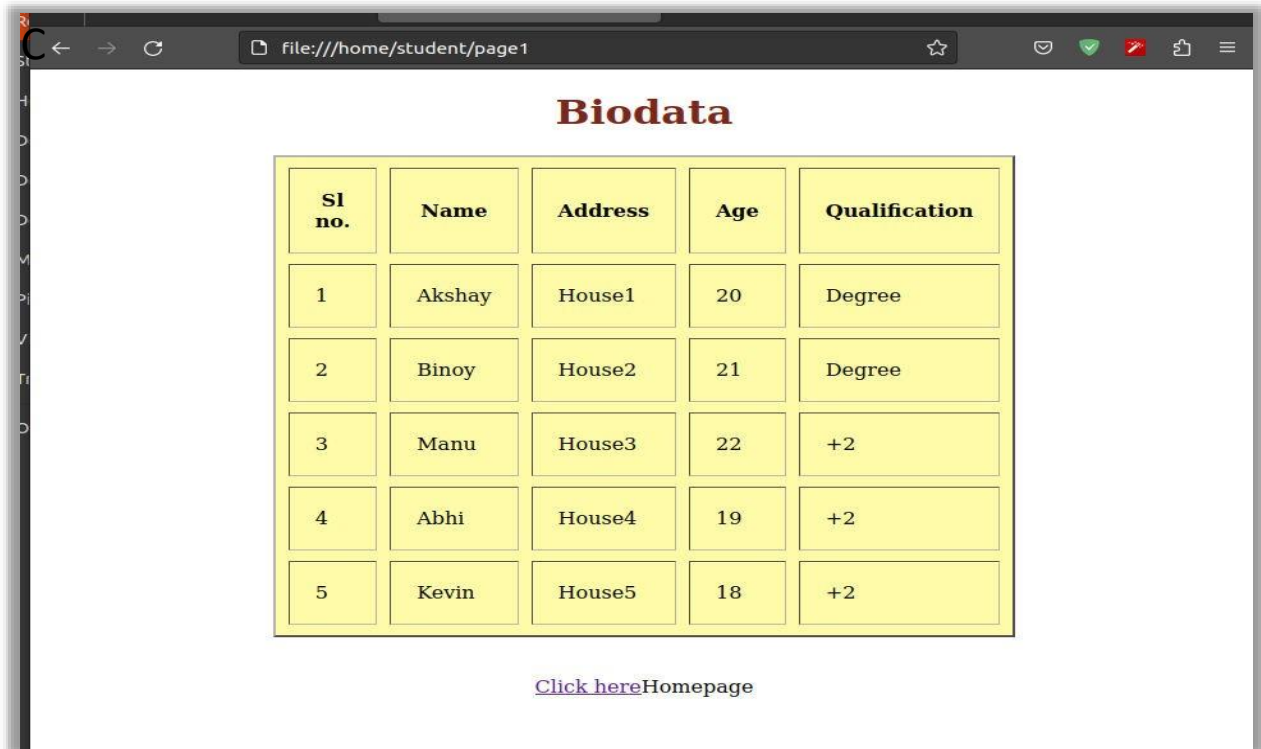 C
file:///home/student/page1
Biodata
Sl no. Name Address Age Qualification
1 Akshay House1 20 Degree
2 Binoy House2 21 Degree
3 Manu House3 22 +2
4 Abhi House4 19 +2
5 Kevin House5 18 +2
Click hereHomepage